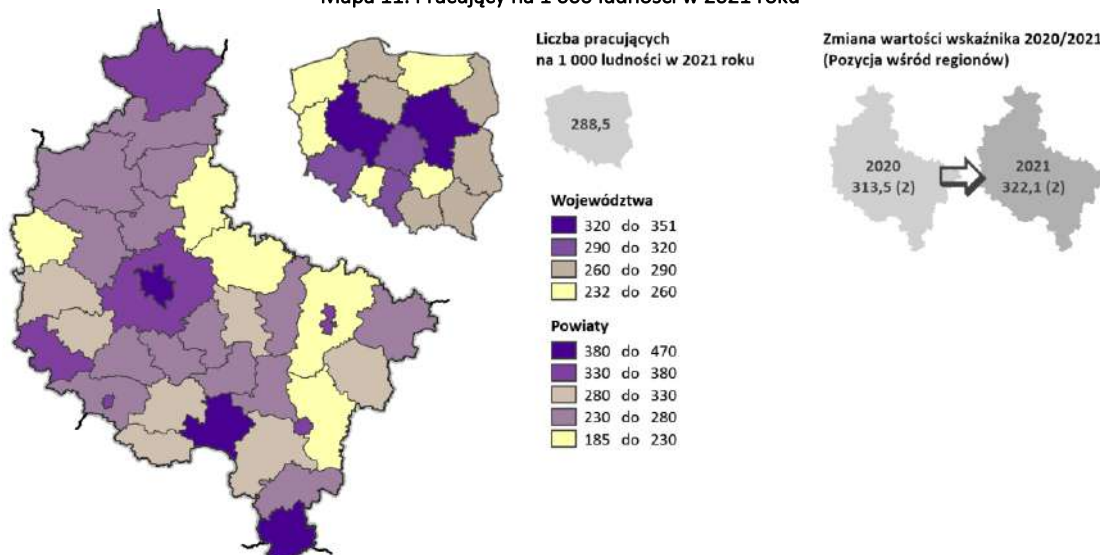 Mapa 11. Pracujący na 1 000 ludności w 2021 roku
Liczba pracujących
na 1 000 ludności w 2021 roku
288,5
Zmiana wartości wskaźnika 2020/2021
(Pozycja wśród regionów)
2020
313,5 (2)
2021
322,1 (2)
Województwa
320 do 351
290 do 320
260 do 290
232 do 260
Powiaty
380 do 470
330 do 380
280 do 330
230 do 280
185 do 230